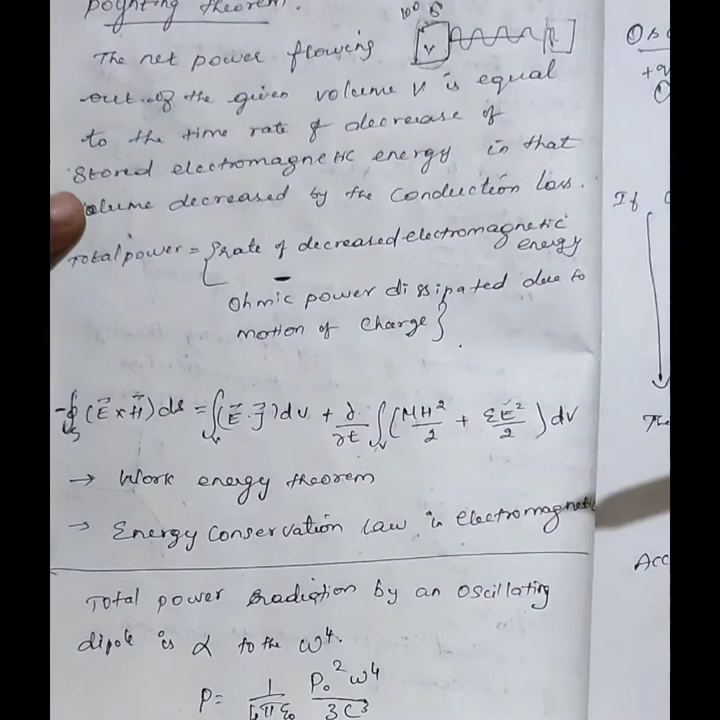 poynting theorem.
100 δ
The net power flowing
V
out of the given volume V is equal
to the time rate of decrease of
Stored electromagnetic energy in that
volume decreased by the conduction loss.
Total power = {rate of decreased electromagnetic
energy
–
Ohmic power dissipated due to
motion of charge}.
-∮s (E⃗ × H⃗) ds = ∫v (E⃗ . J⃗) dv + ∂/∂t ∫v (μH²/2 + εE²/2) dv
→ Work energy theorem
→ Energy conservation law in electromagnetic
Total power radiation by an oscillating
dipole is α to the ω⁴.
P = 1/4πε₀ P₀²ω⁴/3C³
If
The
Acc